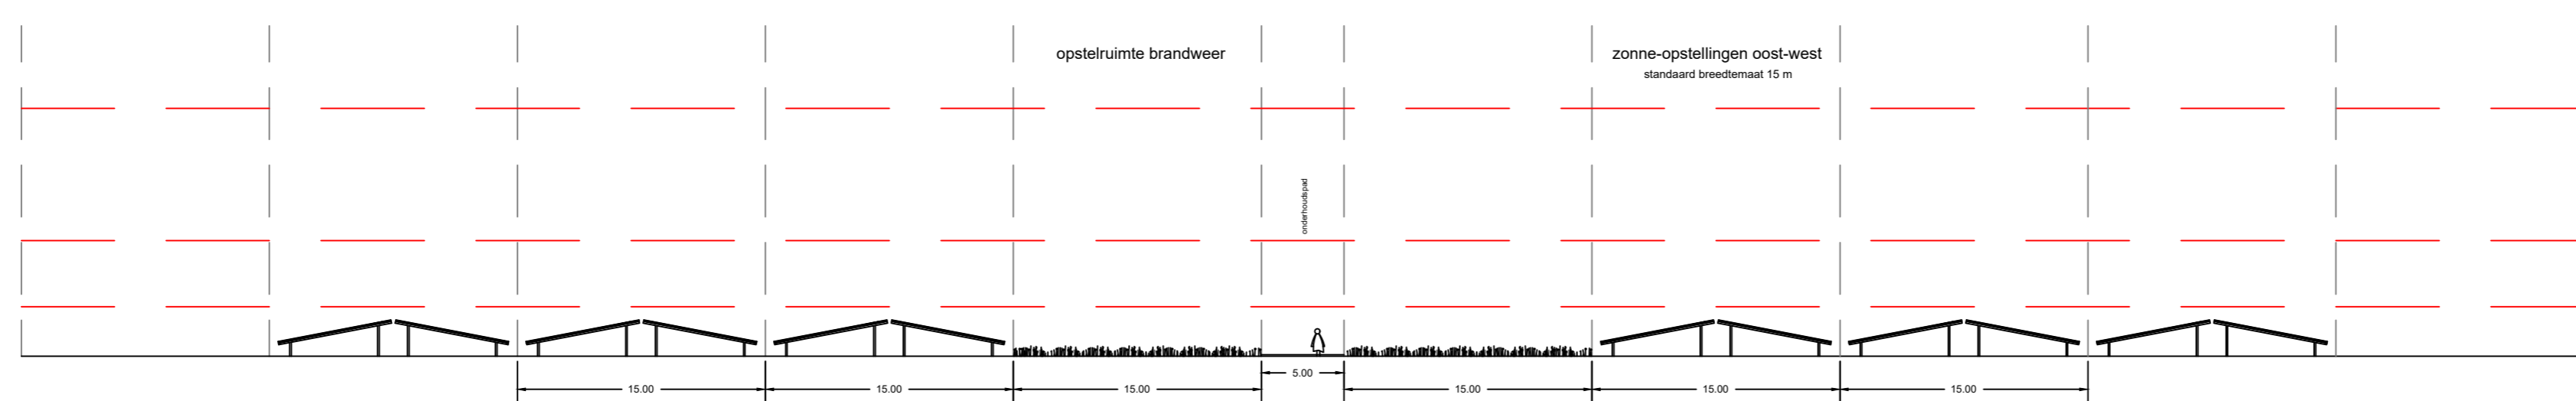 opstelruimte brandweer
zonne-opstellingen oost-west
standaard breedtemaat 15 m
onderhoudspad
5.00
15.00
15.00
15.00
15.00
15.00
15.00